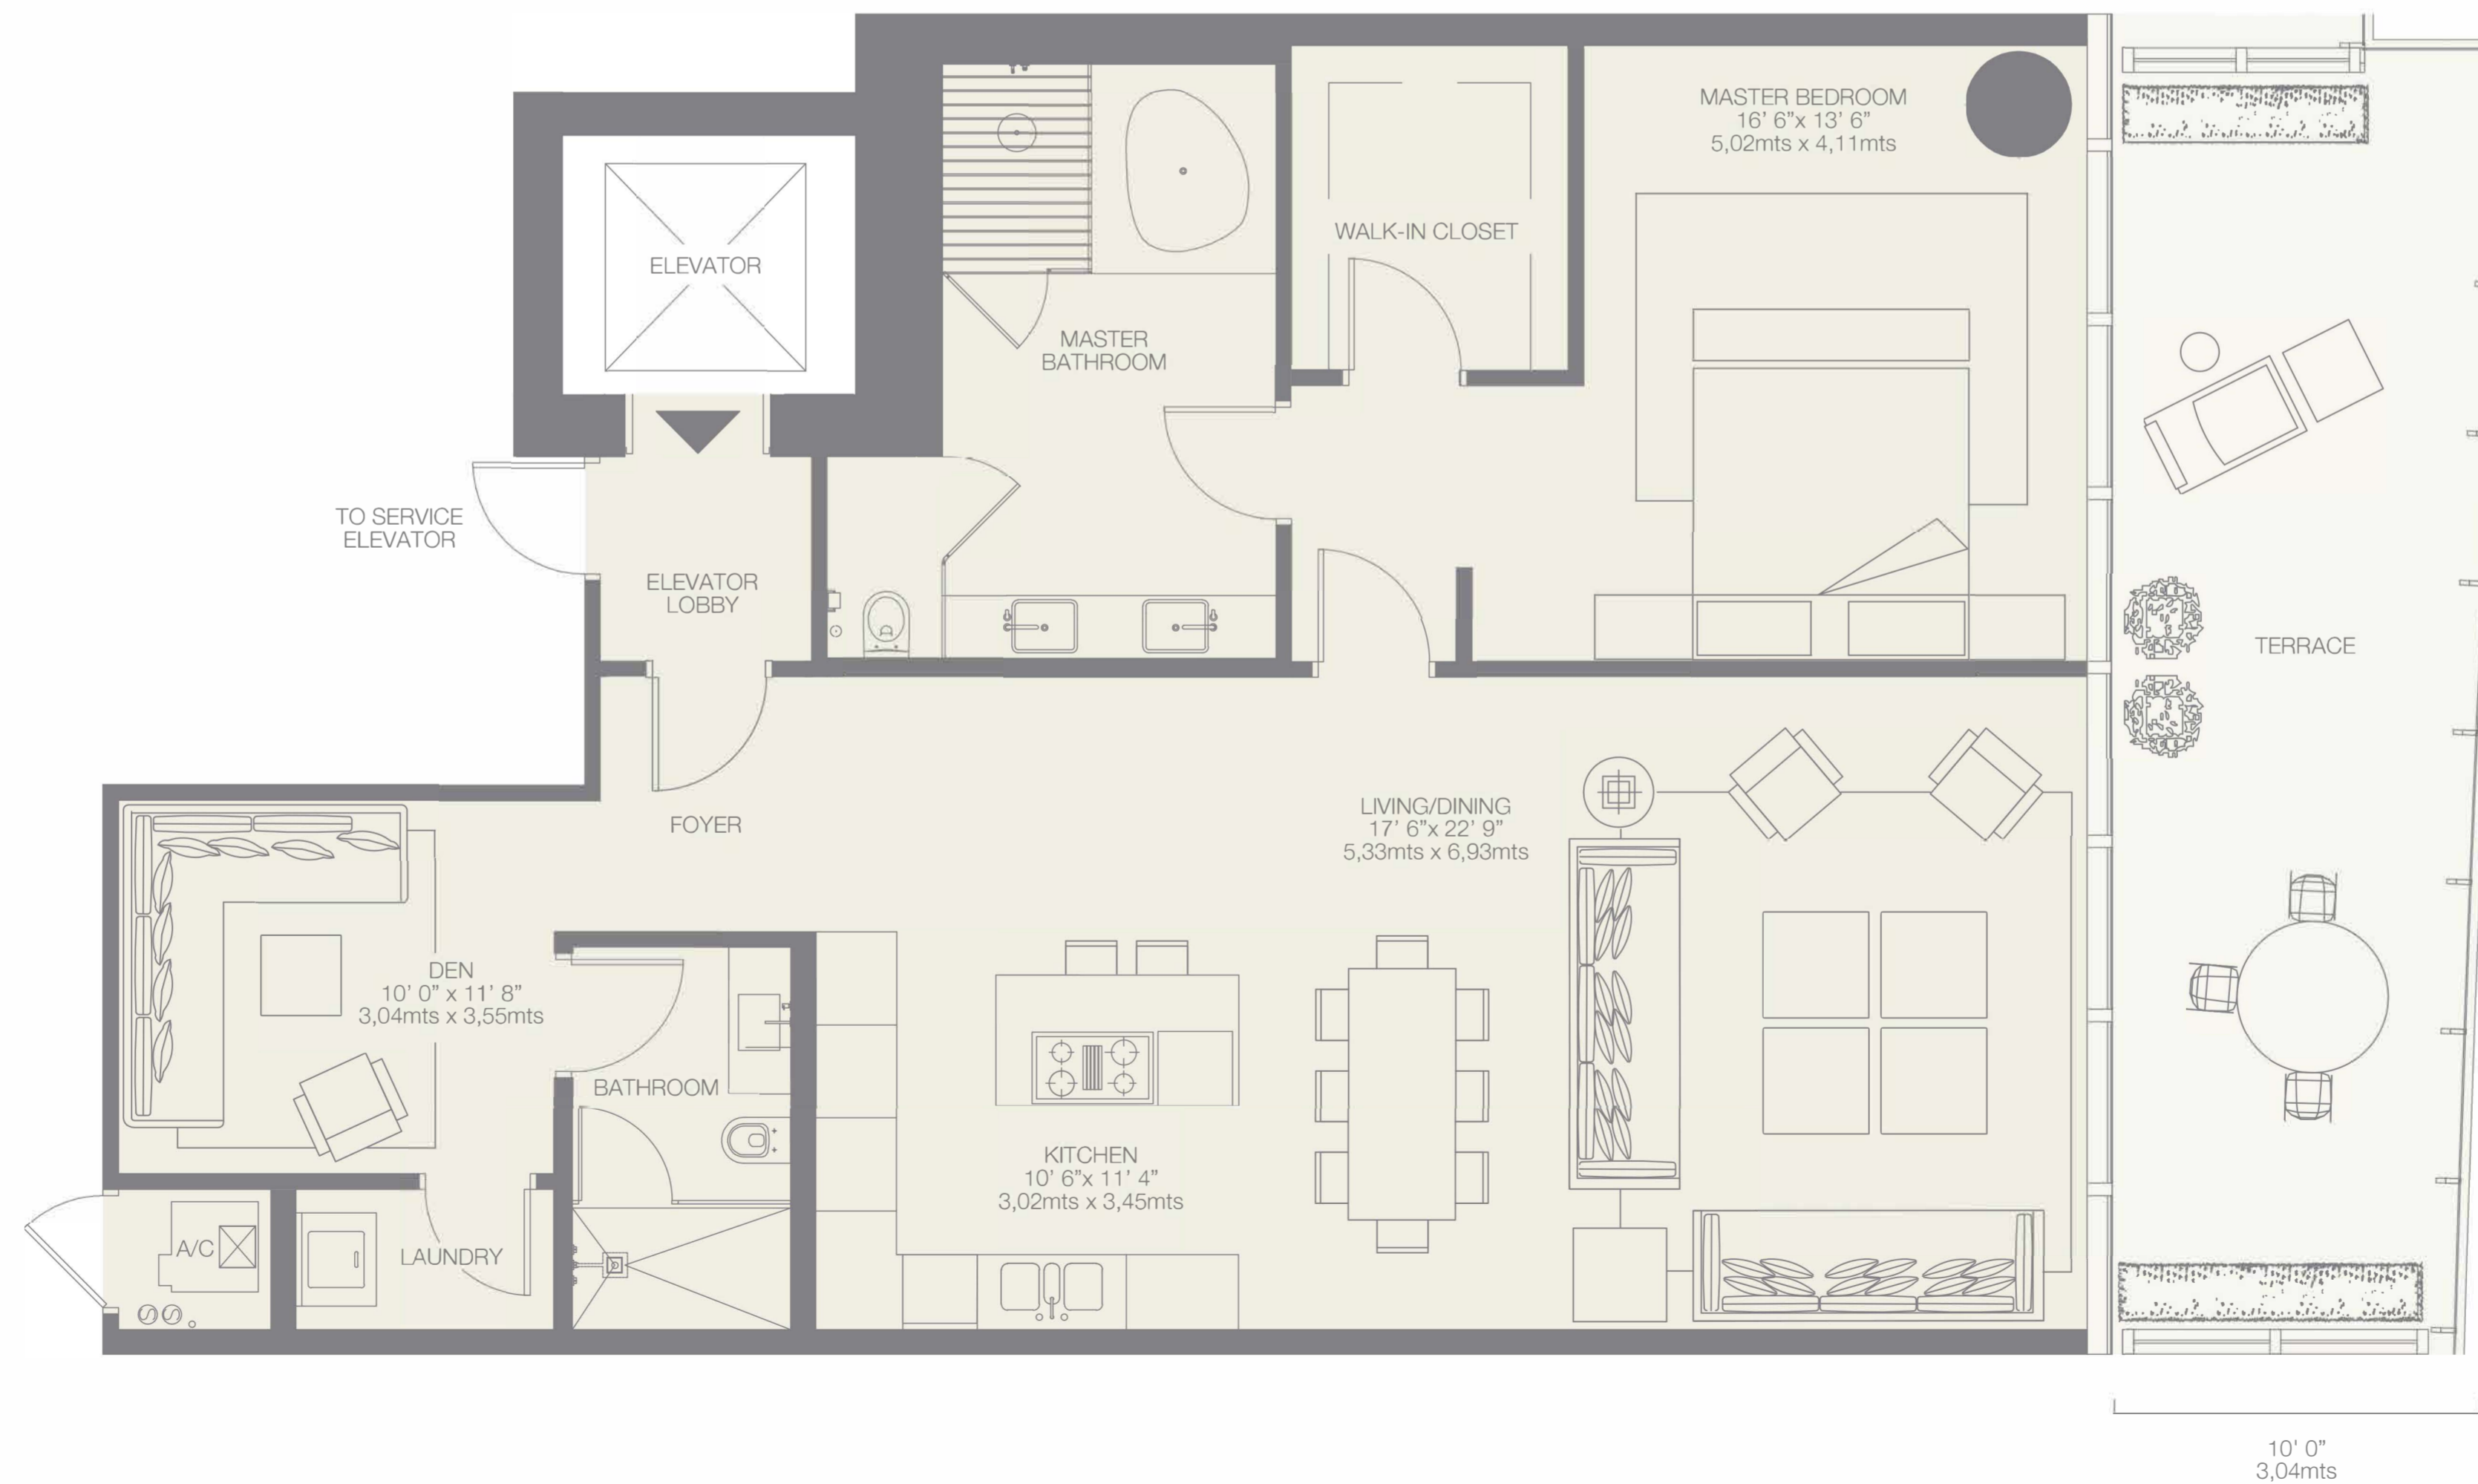 MASTER BEDROOM
16' 6”x 13' 6”
5,02mts x 4,11mts
WALK-IN CLOSET
ELEVATOR
MASTER
BATHROOM
TO SERVICE
ELEVATOR
ELEVATOR
LOBBY
TERRACE
FOYER
LIVING/DINING
17' 6”x 22' 9”
5,33mts x 6,93mts
DEN
10' 0” x 11' 8”
3,04mts x 3,55mts
BATHROOM
KITCHEN
10' 6”x 11' 4”
3,02mts x 3,45mts
A/C
LAUNDRY
10' 0”
3,04mts